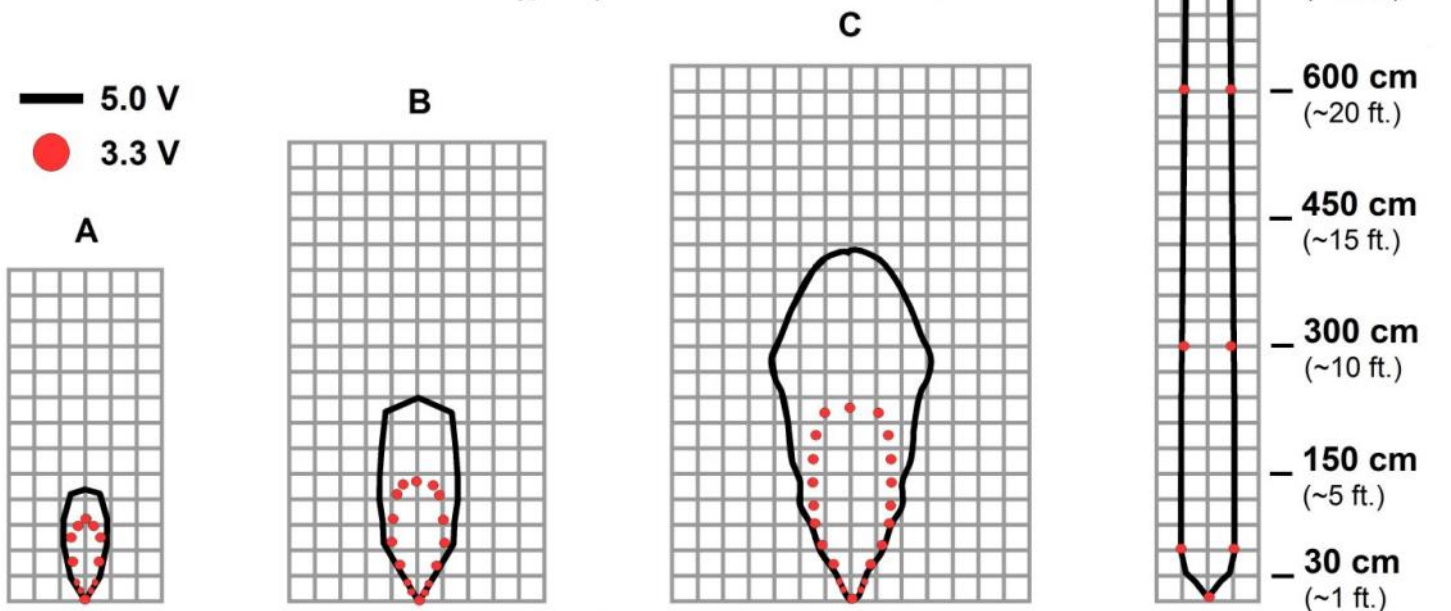 C
5.0 V
3.3 V
B
A
600 cm
(~20 ft.)
450 cm
(~15 ft.)
300 cm
(~10 ft.)
150 cm
(~5 ft.)
30 cm
(~1 ft.)